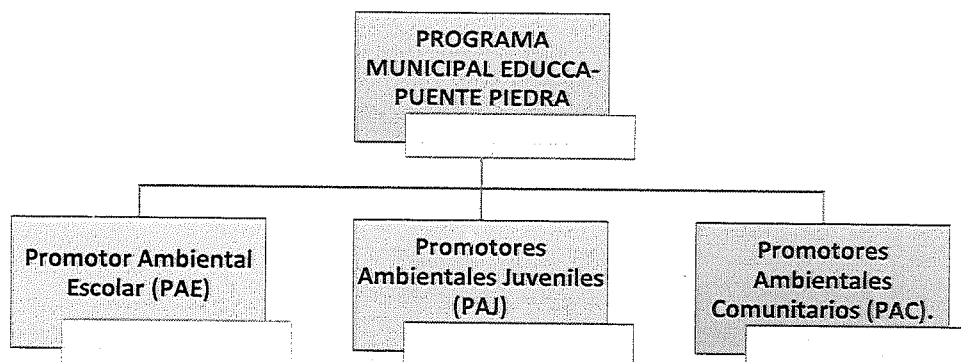 PROGRAMA
MUNICIPAL EDUCCA-
PUENTE PIEDRA
Promotor Ambiental
Escolar (PAE)
Promotores
Ambientales Juveniles
(PAJ)
Promotores
Ambientales
Comunitarios (PAC).